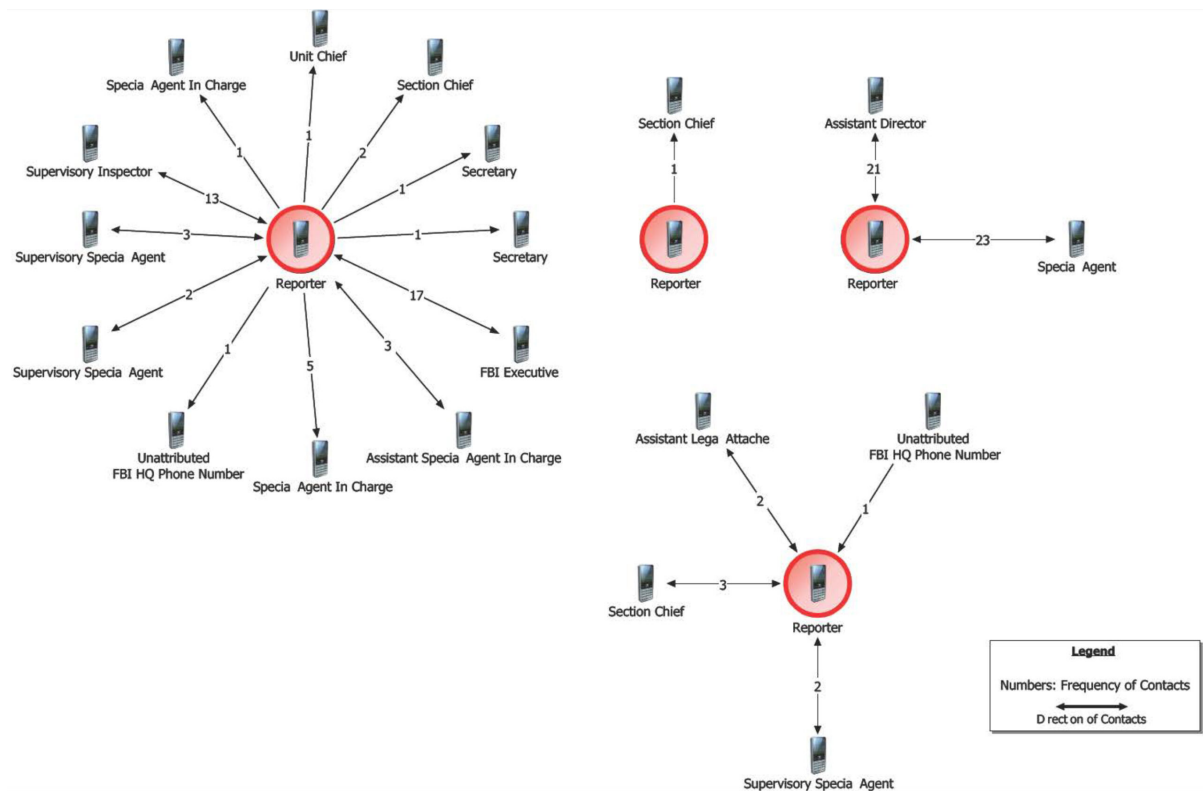 Unit Chief
Specia Agent In Charge
Section Chief
1
1
2
Supervisory Inspector
13
1
Secretary
Supervisory Specia Agent
3
1
Secretary
Reporter
2
17
Supervisory Specia Agent
1
5
3
FBI Executive
Unattributed
FBI HQ Phone Number
Specia Agent In Charge
Assistant Specia Agent In Charge
Section Chief
1
Reporter
Assistant Director
21
Reporter
23
Specia Agent
Assistant Lega Attache
Unattributed
FBI HQ Phone Number
2
1
Section Chief
3
Reporter
2
Supervisory Specia Agent
Legend
Numbers: Frequency of Contacts
D rect on of Contacts